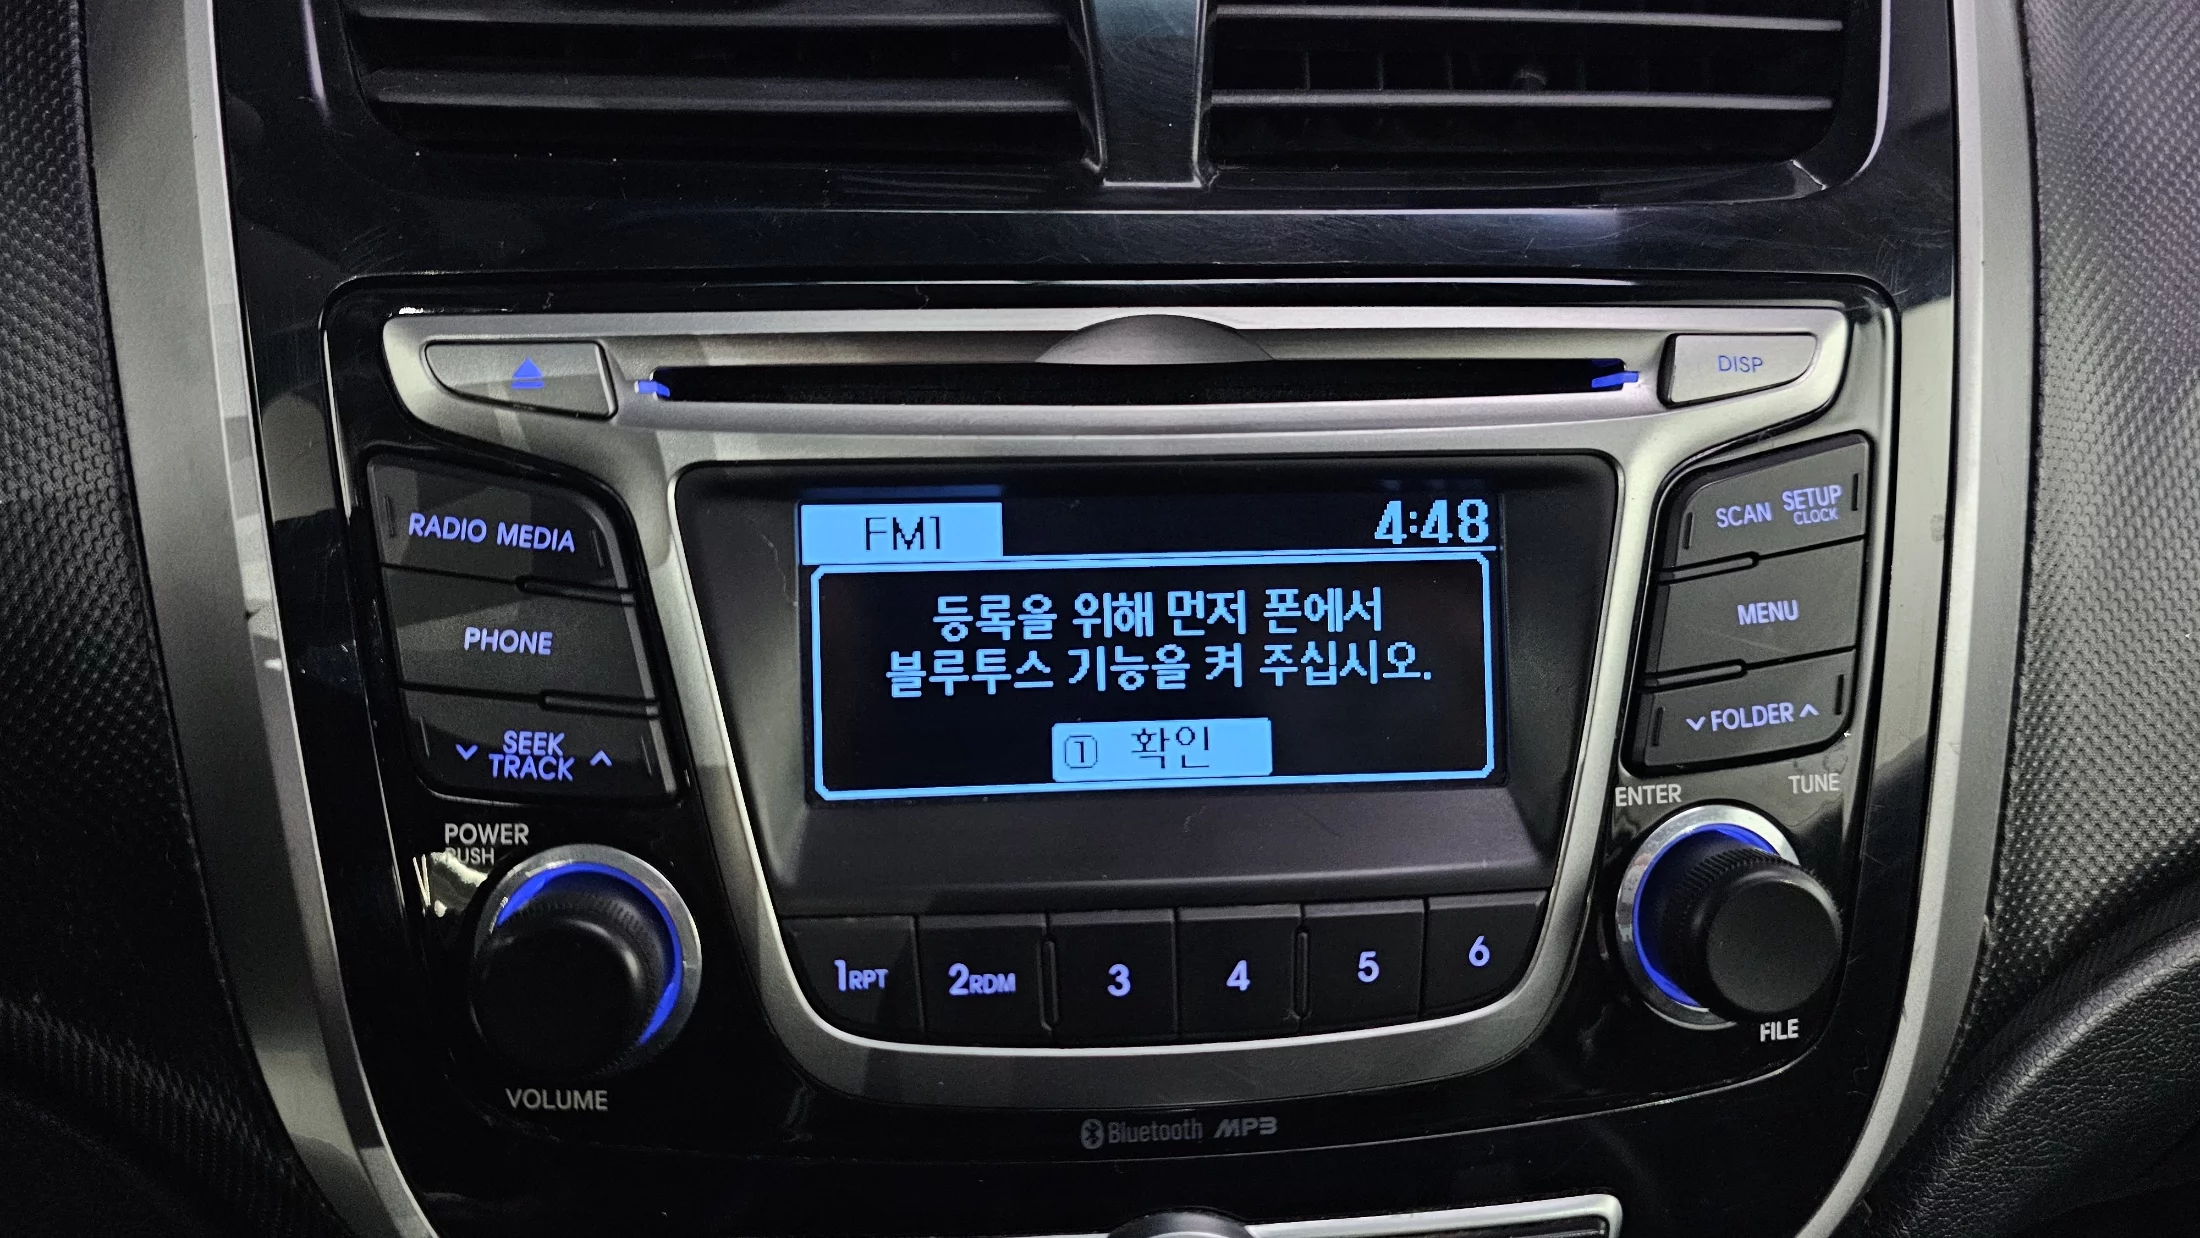 DISP
RADIO MEDIA
SCAN SETUP
CLOCK
PHONE
MENU
SEEK
TRACK
FOLDER
FM1 4:48
등록을 위해 먼저 폰에서
블루투스 기능을 켜 주십시오.
1 확인
POWER
PUSH
VOLUME
ENTER TUNE
FILE
1RPT 2RDM 3 4 5 6
Bluetooth MP3